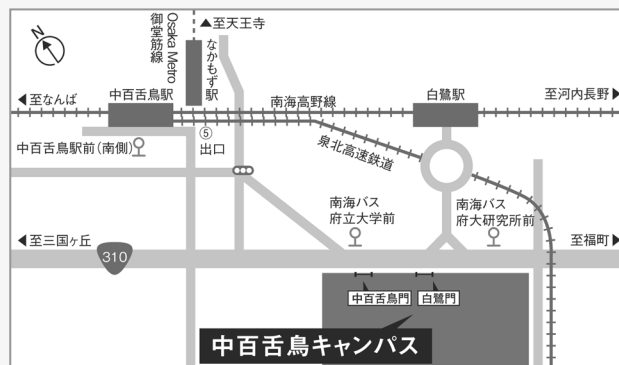 N
Osaka Metro
御堂筋線
▲至天王寺
なかもず駅
◀至なんば
中百舌鳥駅
南海高野線
白鷺駅
至河内長野▶
⑤
出口
中百舌鳥駅前(南側)
泉北高速鉄道
南海バス
府立大学前
南海バス
府大研究所前
◀至三国ヶ丘
310
至福町▶
中百舌鳥門
白鷺門
中百舌鳥キャンパス